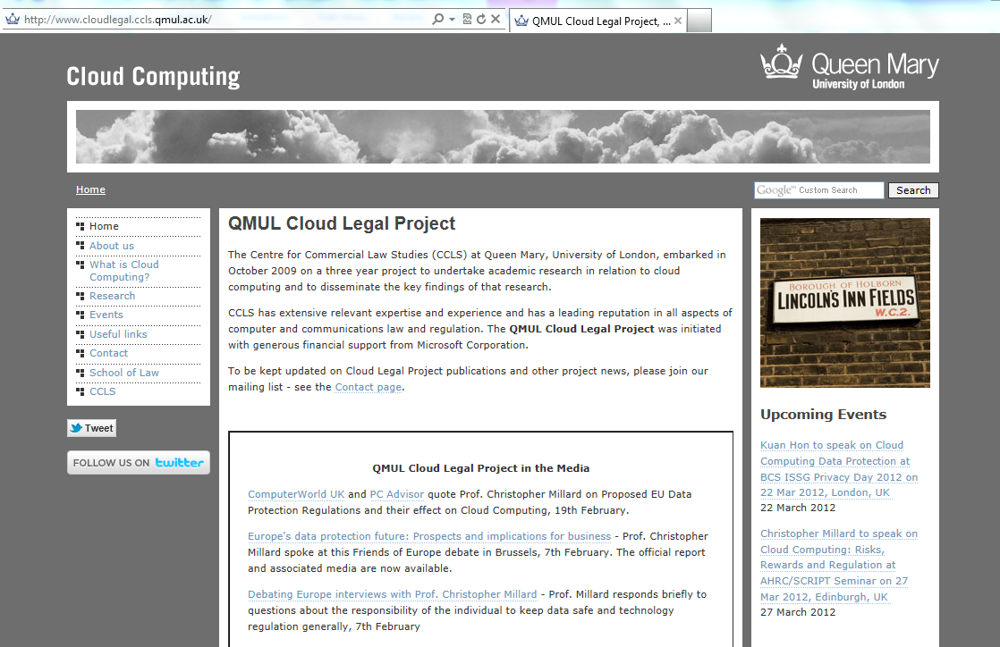 http://www.cloudlegal.ccls.qmul.ac.uk/
QMUL Cloud Legal Project, ...
Cloud Computing
Queen Mary
University of London
Home
Google™ Custom Search
Search
Home
About us
What is Cloud
Computing?
Research
Events
Useful links
Contact
School of Law
CCLS
Tweet
FOLLOW US ON twitter
QMUL Cloud Legal Project
The Centre for Commercial Law Studies (CCLS) at Queen Mary, University of London, embarked in
October 2009 on a three year project to undertake academic research in relation to cloud
computing and to disseminate the key findings of that research.
CCLS has extensive relevant expertise and experience and has a leading reputation in all aspects of
computer and communications law and regulation. The QMUL Cloud Legal Project was initiated
with generous financial support from Microsoft Corporation.
To be kept updated on Cloud Legal Project publications and other project news, please join our
mailing list - see the Contact page.
QMUL Cloud Legal Project in the Media
ComputerWorld UK and PC Advisor quote Prof. Christopher Millard on Proposed EU Data
Protection Regulations and their effect on Cloud Computing, 19th February.
Europe's data protection future: Prospects and implications for business - Prof. Christopher
Millard spoke at this Friends of Europe debate in Brussels, 7th February. The official report
and associated media are now available.
Debating Europe interviews with Prof. Christopher Millard - Prof. Millard responds briefly to
questions about the responsibility of the individual to keep data safe and technology
regulation generally, 7th February
BOROUGH OF HOLBORN
LINCOLN'S INN FIELDS
W.C.2.
Upcoming Events
Kuan Hon to speak on Cloud
Computing Data Protection at
BCS ISSG Privacy Day 2012 on
22 Mar 2012, London, UK
22 March 2012
Christopher Millard to speak on
Cloud Computing: Risks,
Rewards and Regulation at
AHRC/SCRIPT Seminar on 27
Mar 2012, Edinburgh, UK
27 March 2012